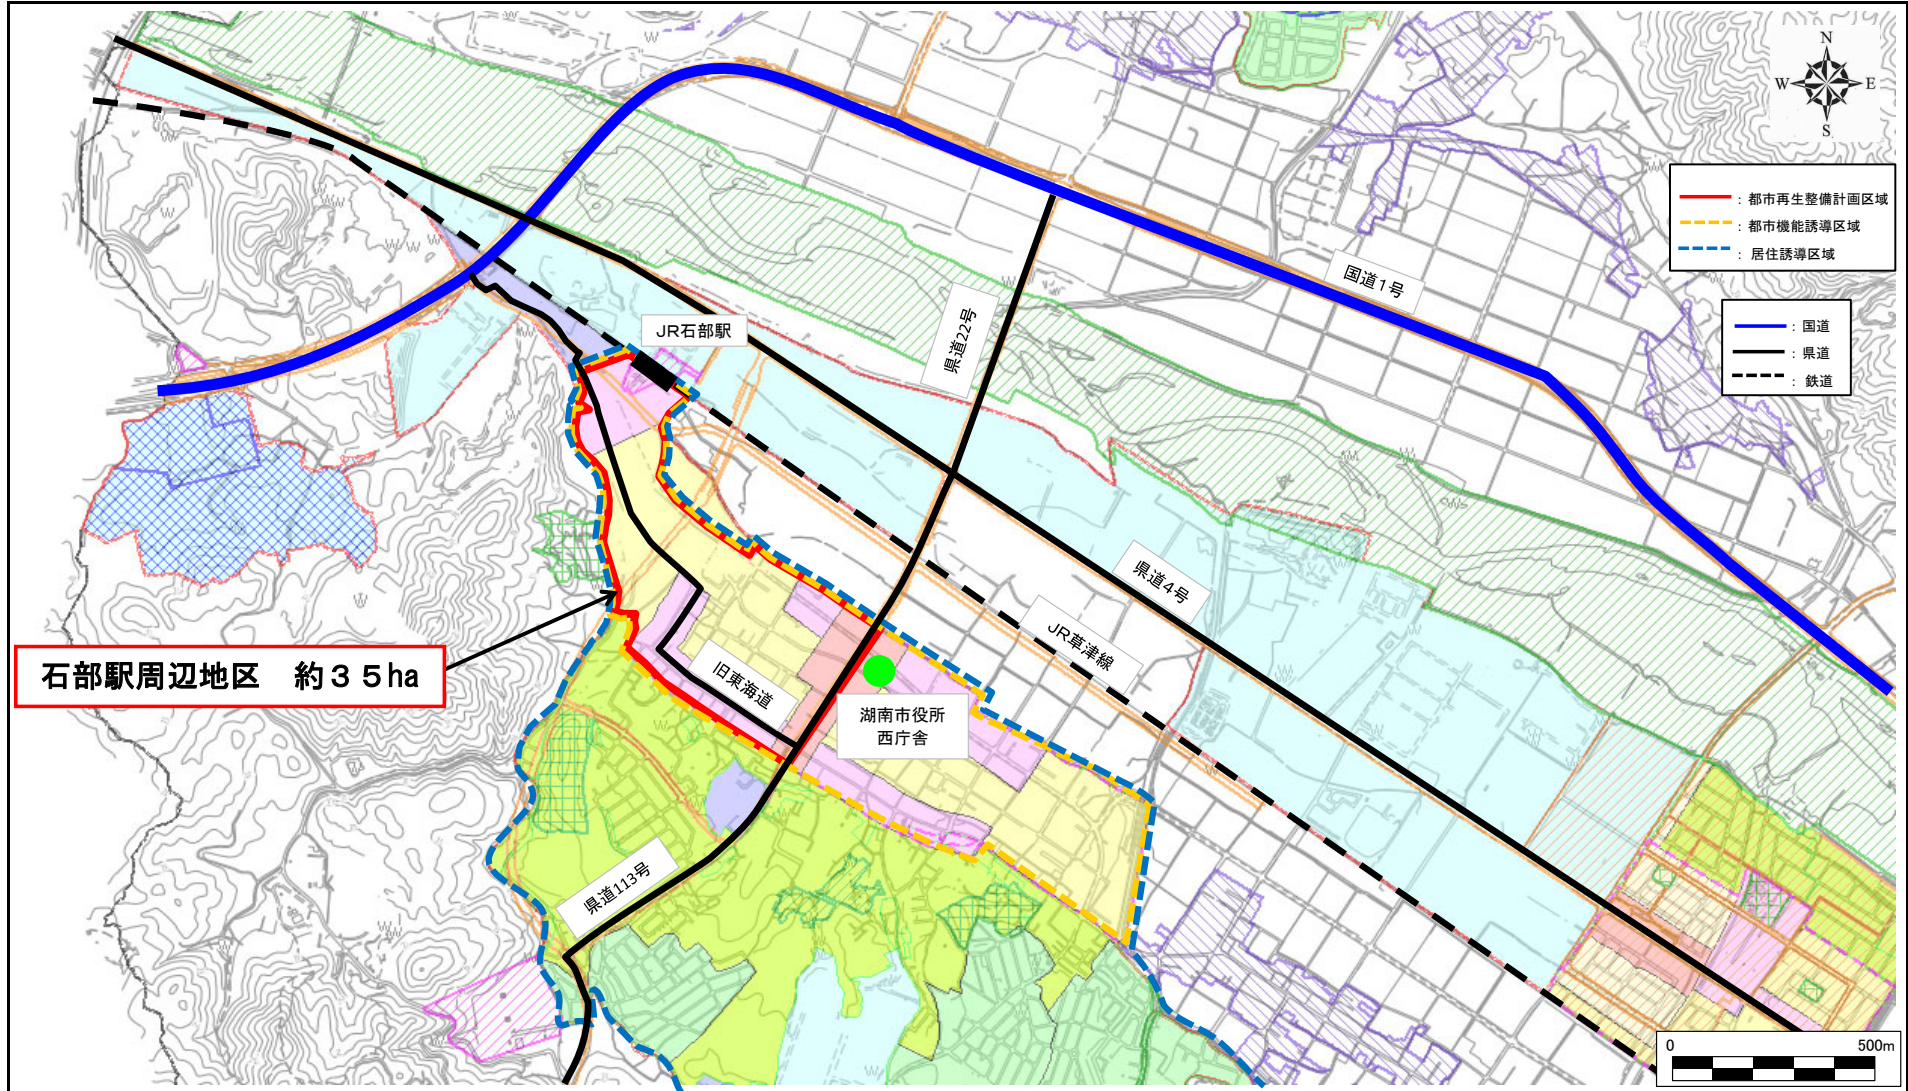 N
W
E
S
: 都市再生整備計画区域
: 都市機能誘導区域
: 居住誘導区域
国道1号
: 国道
: 県道
: 鉄道
JR石部駅
県道22号
県道4号
JR草津線
石部駅周辺地区 約35ha
旧東海道
湖南市役所
西庁舎
県道113号
0
500m